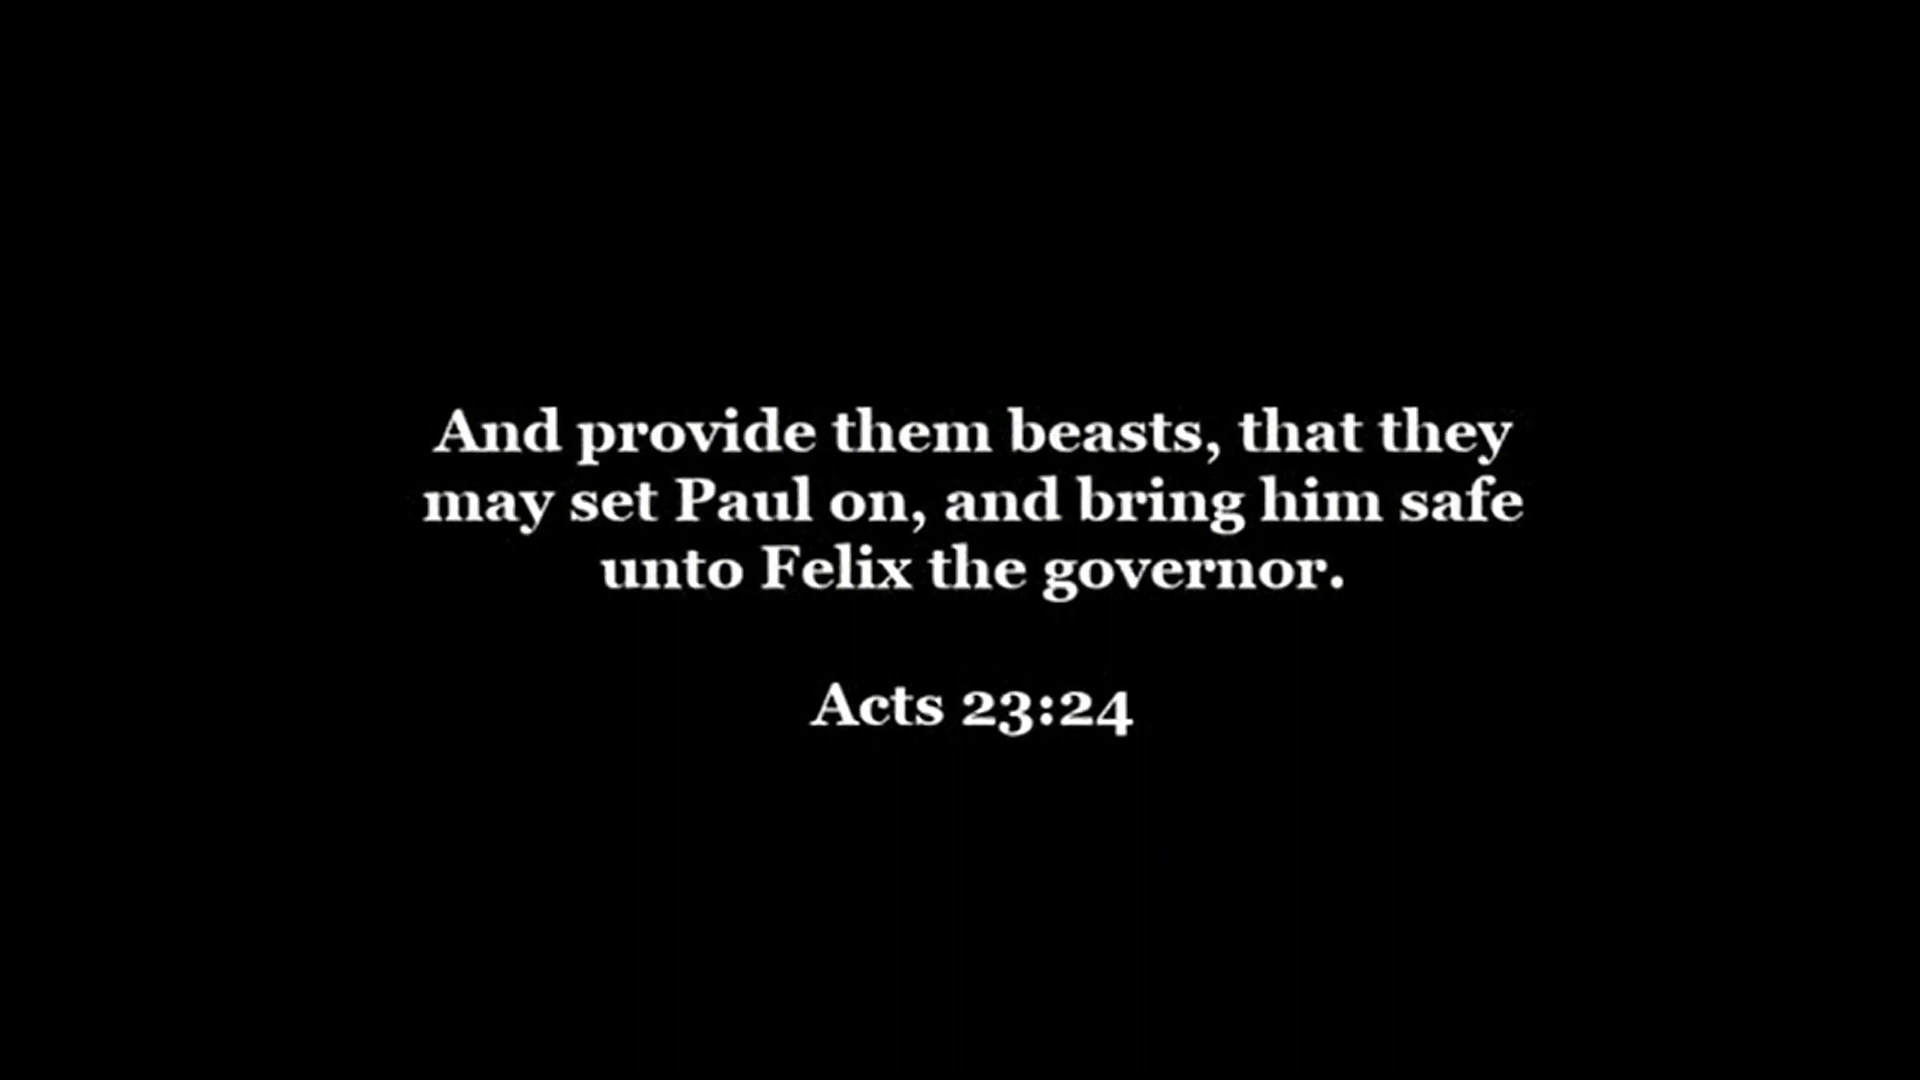 And provide them beasts, that they
may set Paul on, and bring him safe
unto Felix the governor.
Acts 23:24